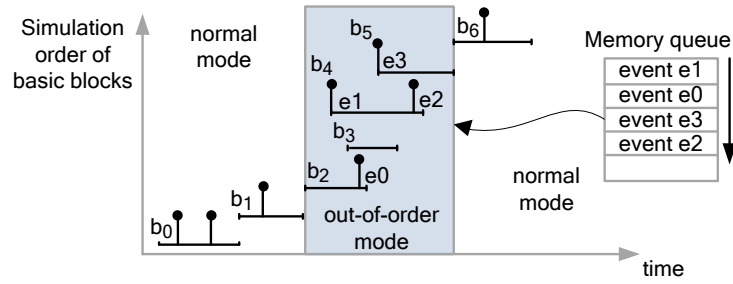 Simulation
order of
basic blocks
normal
mode
b5
e3
b6
b4
e1
e2
b3
b2
e0
b1
b0
out-of-order
mode
normal
mode
time
Memory queue
event e1
event e0
event e3
event e2